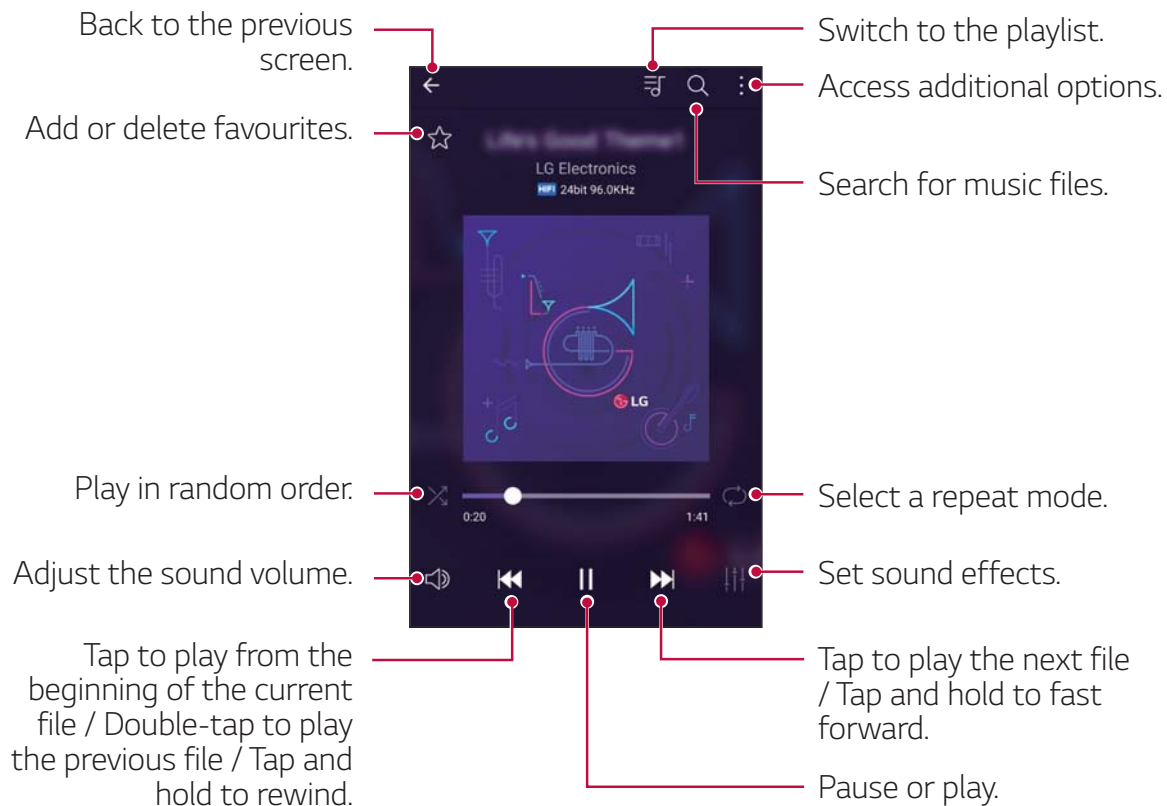 Back to the previous
screen.
Switch to the playlist.
Access additional options.
Add or delete favourites.
Life's Good Theme1
LG Electronics
HIFI 24bit 96.0KHz
Search for music files.
LG
Play in random order.
0:20
1:41
Select a repeat mode.
Adjust the sound volume.
Set sound effects.
Tap to play from the
beginning of the current
file / Double-tap to play
the previous file / Tap and
hold to rewind.
Tap to play the next file
/ Tap and hold to fast
forward.
Pause or play.